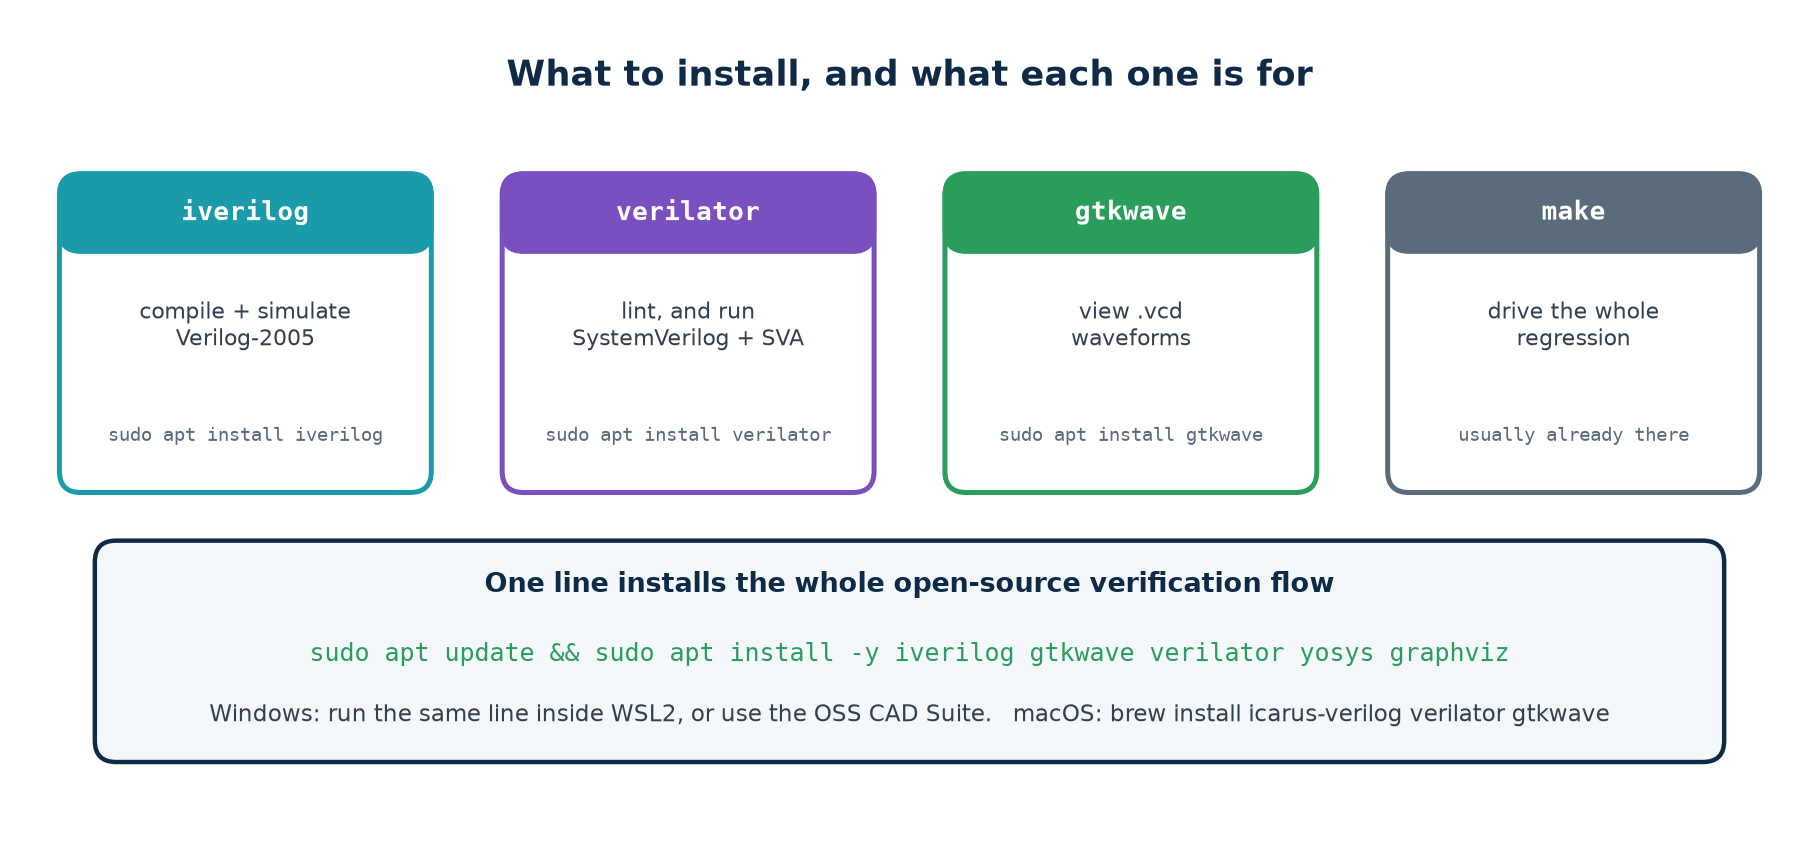 What to install, and what each one is for
iverilog
compile + simulate
Verilog-2005
sudo apt install iverilog
verilator
lint, and run
SystemVerilog + SVA
sudo apt install verilator
gtkwave
view .vcd
waveforms
sudo apt install gtkwave
make
drive the whole
regression
usually already there
One line installs the whole open-source verification flow
sudo apt update && sudo apt install -y iverilog gtkwave verilator yosys graphviz
Windows: run the same line inside WSL2, or use the OSS CAD Suite.   macOS: brew install icarus-verilog verilator gtkwave